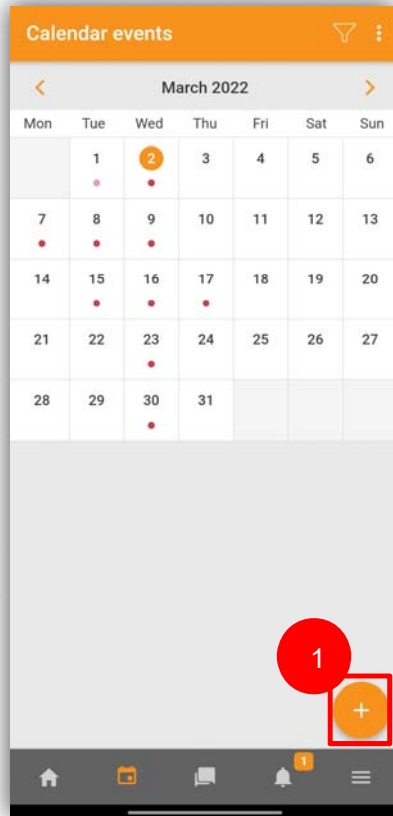 Calendar events
March 2022
Mon Tue Wed Thu Fri Sat Sun
1 2 3 4 5 6
7 8 9 10 11 12 13
14 15 16 17 18 19 20
21 22 23 24 25 26 27
28 29 30 31
1
+
1